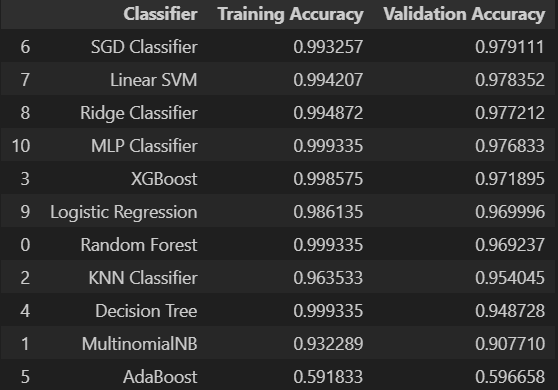 Classifier Training Accuracy Validation Accuracy
6 SGD Classifier 0.993257 0.979111
7 Linear SVM 0.994207 0.978352
8 Ridge Classifier 0.994872 0.977212
10 MLP Classifier 0.999335 0.976833
3 XGBoost 0.998575 0.971895
9 Logistic Regression 0.986135 0.969996
0 Random Forest 0.999335 0.969237
2 KNN Classifier 0.963533 0.954045
4 Decision Tree 0.999335 0.948728
1 MultinomialNB 0.932289 0.907710
5 AdaBoost 0.591833 0.596658